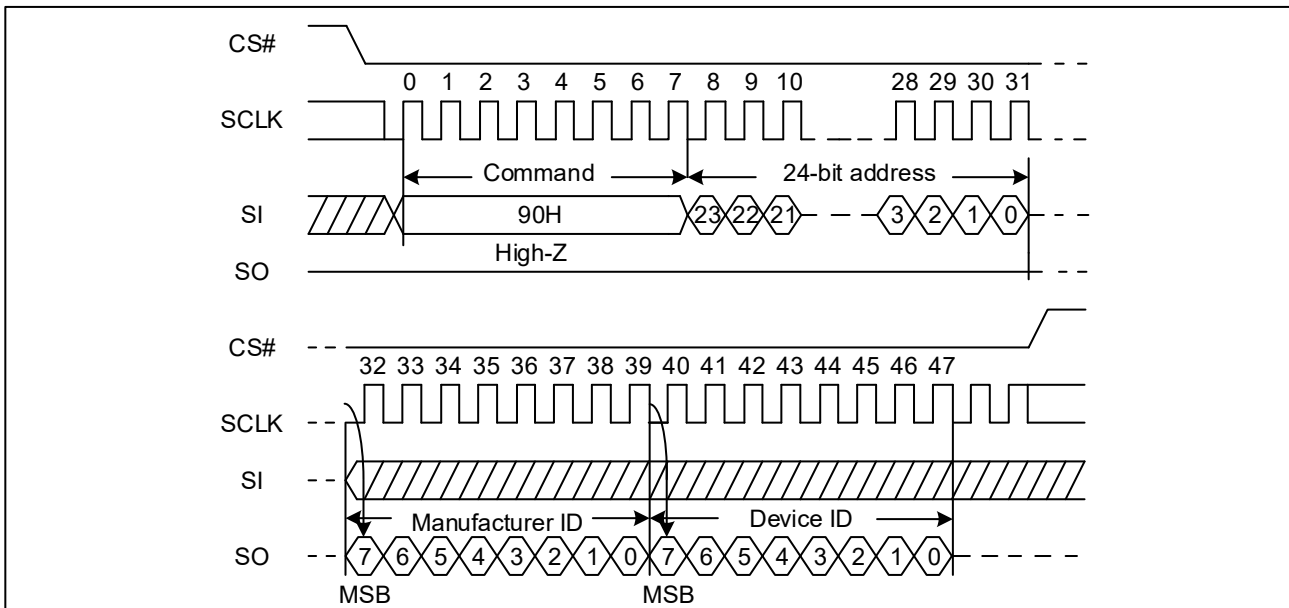 CS#
0 1 2 3 4 5 6 7 8 9 10 28 29 30 31
SCLK
Command 24-bit address
SI 90H 23 22 21 3 2 1 0
High-Z
SO
CS#
32 33 34 35 36 37 38 39 40 41 42 43 44 45 46 47
SCLK
SI
Manufacturer ID Device ID
SO 7 6 5 4 3 2 1 0 7 6 5 4 3 2 1 0
MSB MSB